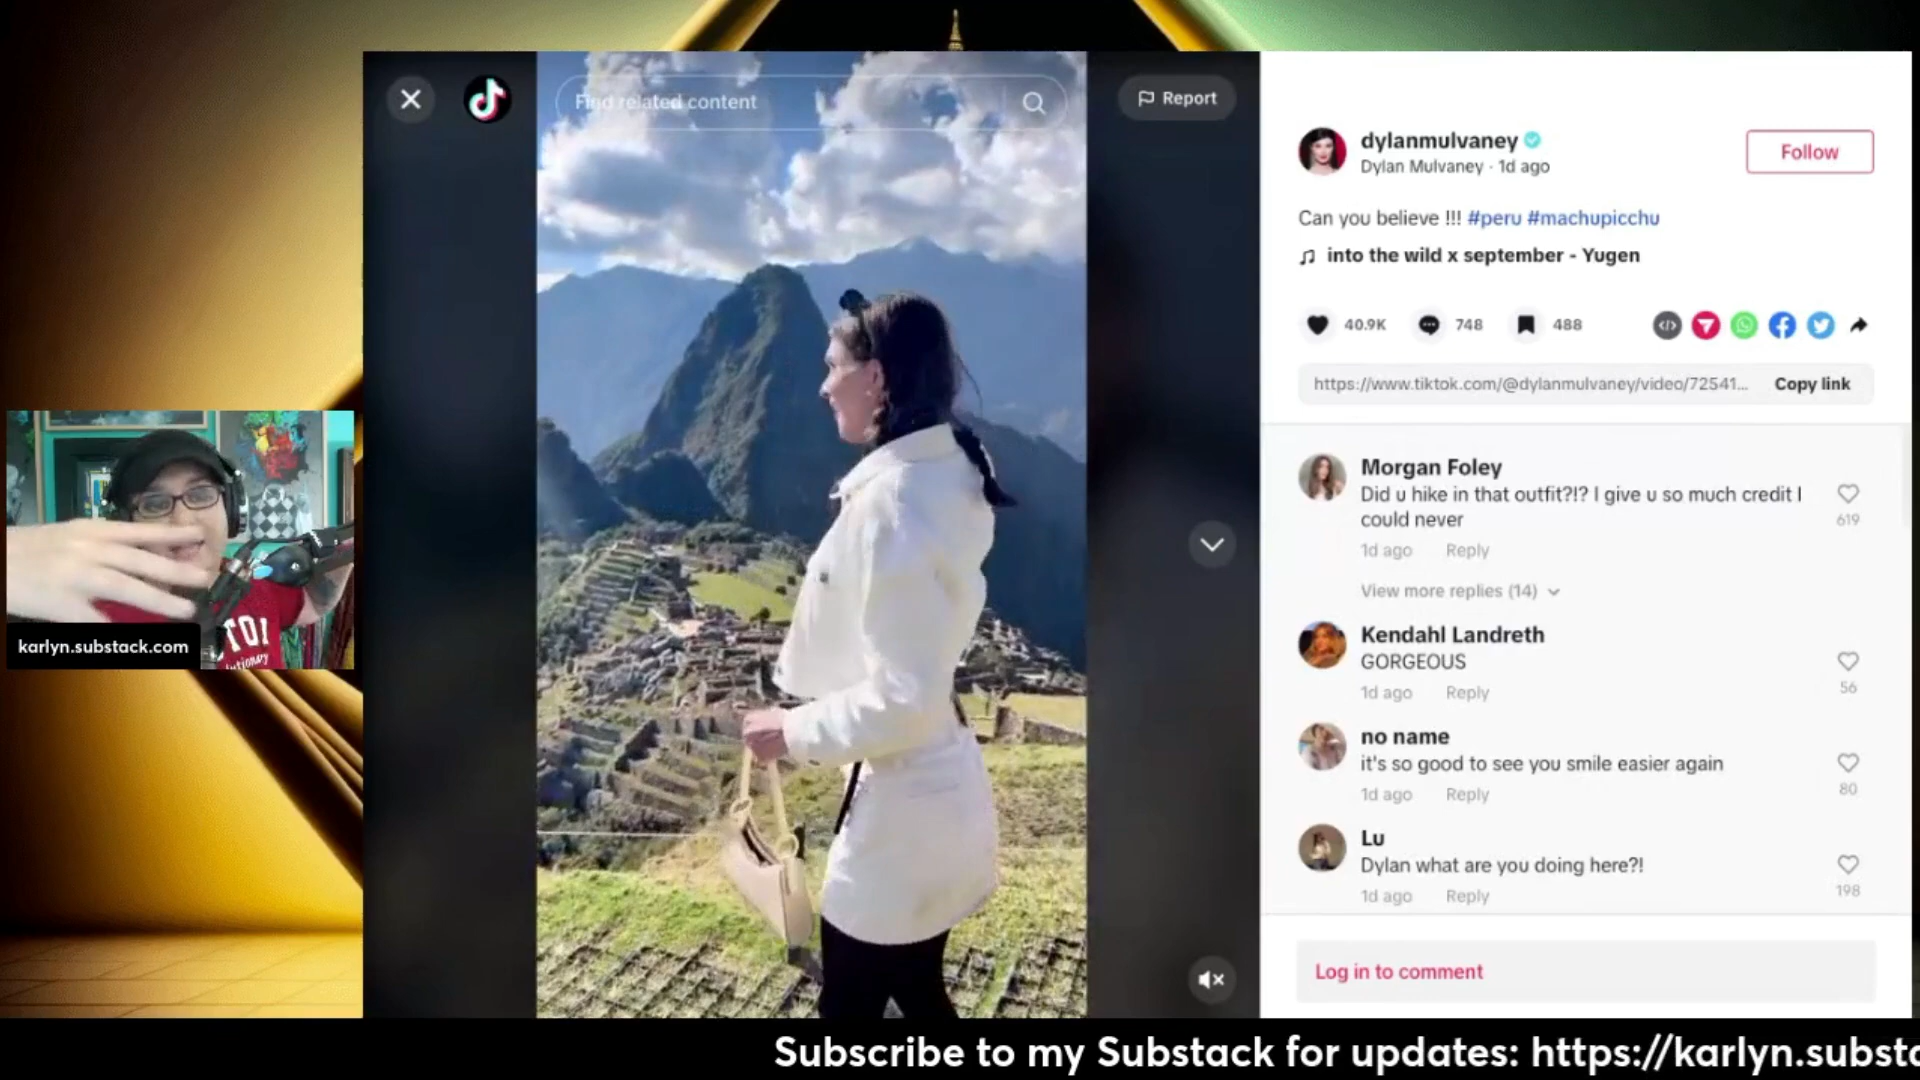 Find related content
Report
dylanmulvaney
Dylan Mulvaney · 1d ago
Follow
Can you believe !!! #peru #machupicchu
into the wild x september - Yugen
40.9K
748
488
https://www.tiktok.com/@dylanmulvaney/video/72541...
Copy link
Morgan Foley
Did u hike in that outfit?!? I give u so much credit I
could never
619
1d ago Reply
View more replies (14)
Kendahl Landreth
GORGEOUS
56
1d ago Reply
no name
it's so good to see you smile easier again
80
1d ago Reply
Lu
Dylan what are you doing here?!
198
1d ago Reply
Log in to comment
karlyn.substack.com
Subscribe to my Substack for updates: https://karlyn.substa